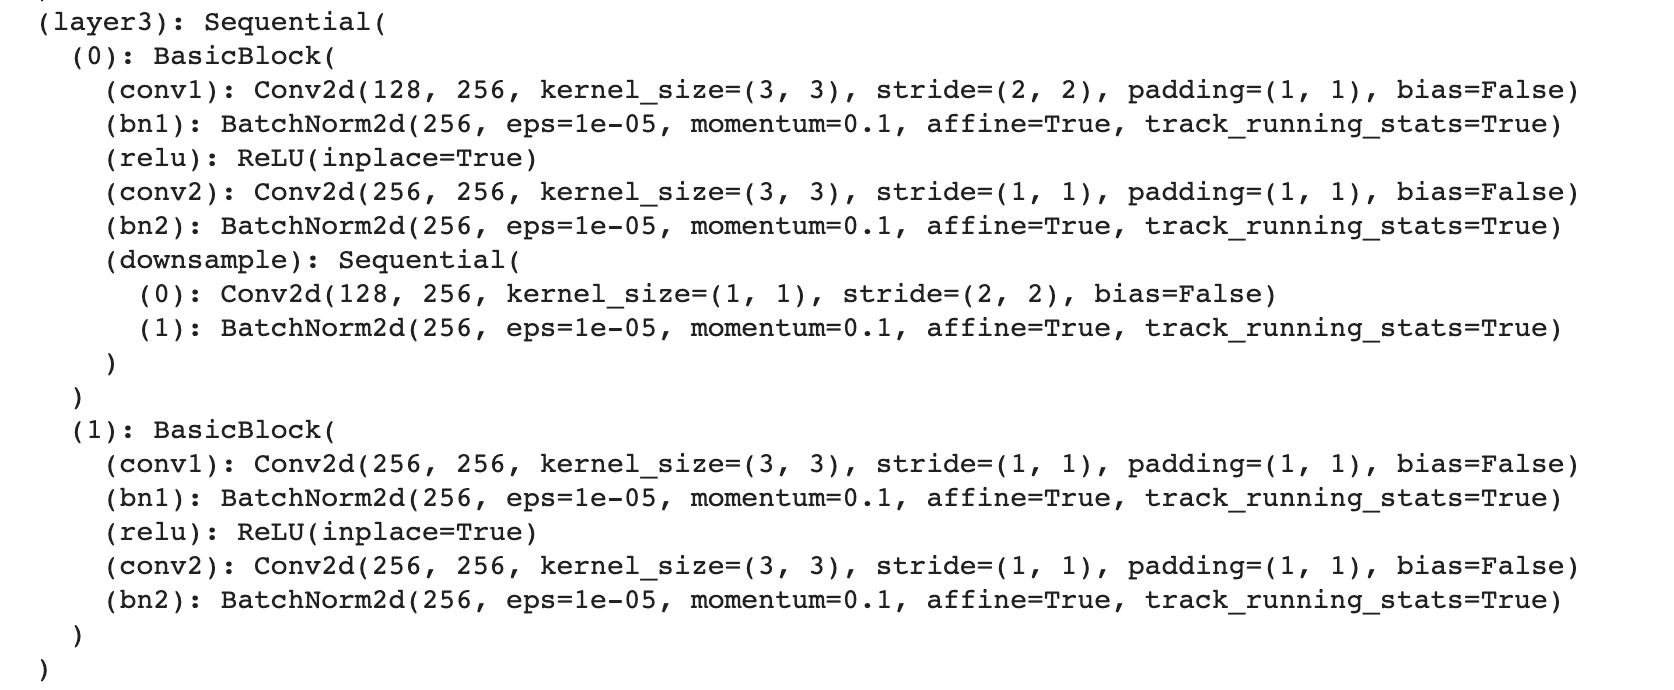 (layer3): Sequential(
(0): BasicBlock(
(conv1): Conv2d(128, 256, kernel_size=(3, 3), stride=(2, 2), padding=(1, 1), bias=False)
(bn1): BatchNorm2d(256, eps=1e-05, momentum=0.1, affine=True, track_running_stats=True)
(relu): ReLU(inplace=True)
(conv2): Conv2d(256, 256, kernel_size=(3, 3), stride=(1, 1), padding=(1, 1), bias=False)
(bn2): BatchNorm2d(256, eps=1e-05, momentum=0.1, affine=True, track_running_stats=True)
(downsample): Sequential(
(0): Conv2d(128, 256, kernel_size=(1, 1), stride=(2, 2), bias=False)
(1): BatchNorm2d(256, eps=1e-05, momentum=0.1, affine=True, track_running_stats=True)
)
)
(1): BasicBlock(
(conv1): Conv2d(256, 256, kernel_size=(3, 3), stride=(1, 1), padding=(1, 1), bias=False)
(bn1): BatchNorm2d(256, eps=1e-05, momentum=0.1, affine=True, track_running_stats=True)
(relu): ReLU(inplace=True)
(conv2): Conv2d(256, 256, kernel_size=(3, 3), stride=(1, 1), padding=(1, 1), bias=False)
(bn2): BatchNorm2d(256, eps=1e-05, momentum=0.1, affine=True, track_running_stats=True)
)
)